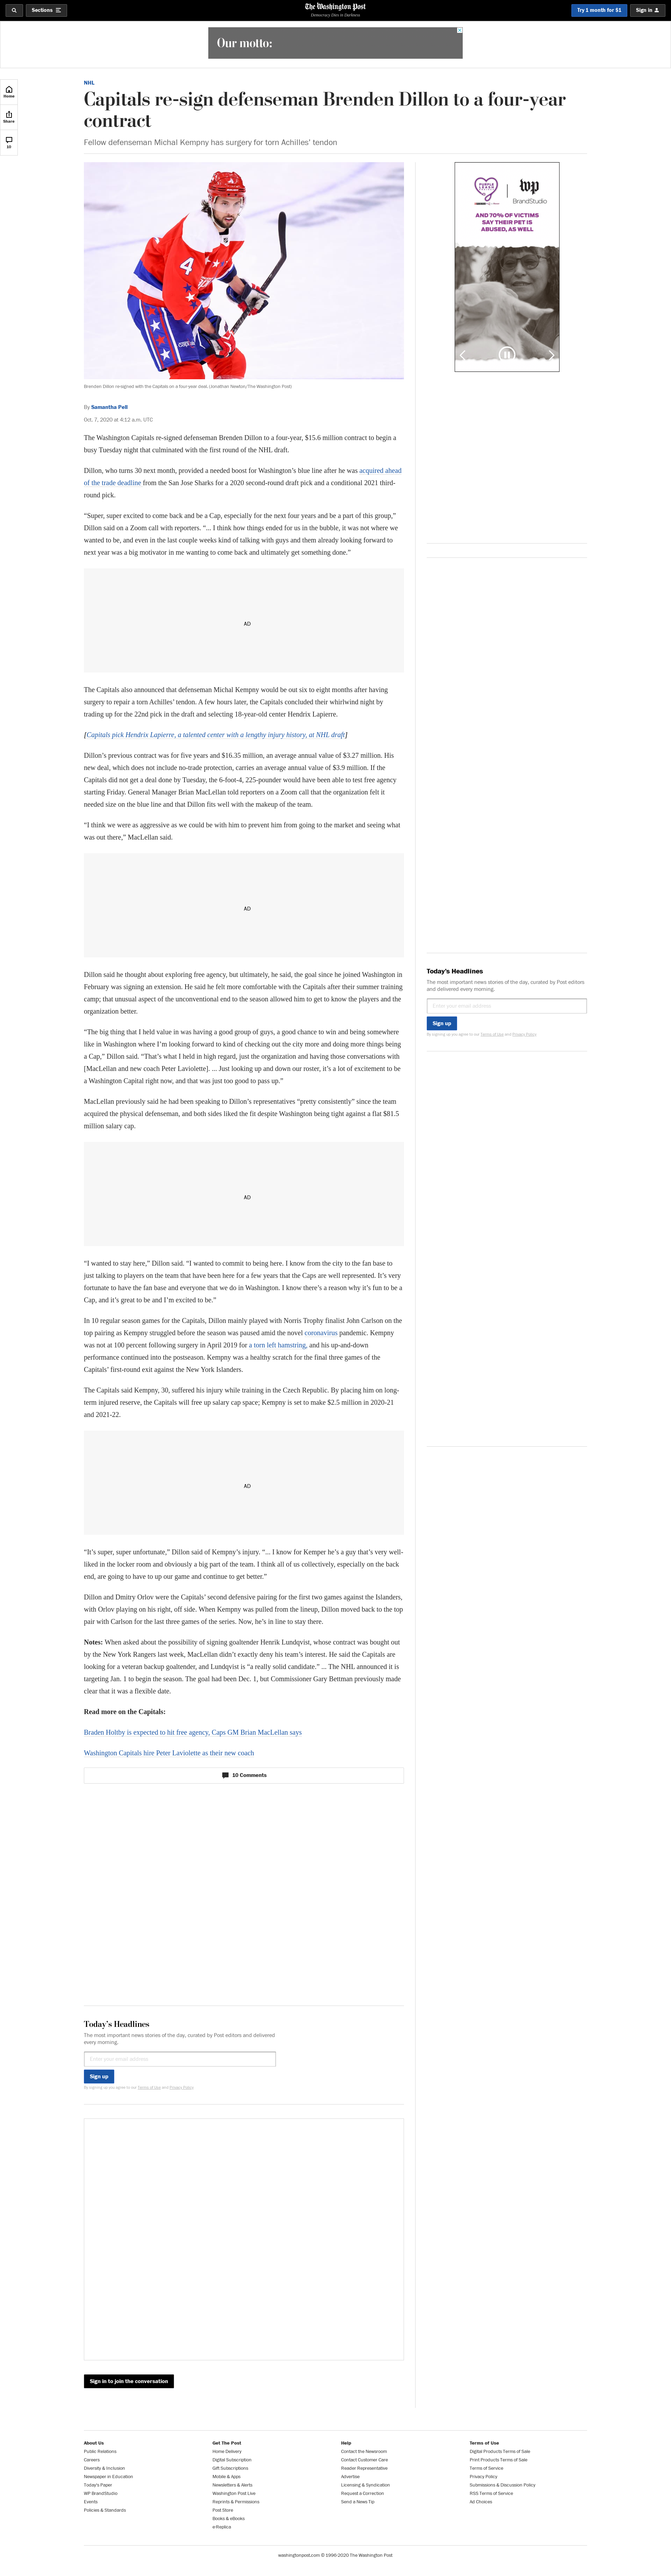 Sections
The Washington Post
Democracy Dies in Darkness
Try 1 month for $1
Sign in
Our motto:
Home
Share
10
NHL
Capitals re-sign defenseman Brenden Dillon to a four-year
contract
Fellow defenseman Michal Kempny has surgery for torn Achilles' tendon
PURPLE
LEASH
wp
BrandStudio
AND 70% OF VICTIMS
SAY THEIR PET IS
ABUSED, AS WELL
Brenden Dillon re-signed with the Capitals on a four-year deal. (Jonathan Newton/The Washington Post)
By Samantha Pell
Oct. 7, 2020 at 4:12 a.m. UTC
The Washington Capitals re-signed defenseman Brenden Dillon to a four-year, $15.6 million contract to begin a
busy Tuesday night that culminated with the first round of the NHL draft.
Dillon, who turns 30 next month, provided a needed boost for Washington's blue line after he was acquired ahead
of the trade deadline from the San Jose Sharks for a 2020 second-round draft pick and a conditional 2021 third-
round pick.
"Super, super excited to come back and be a Cap, especially for the next four years and be a part of this group,"
Dillon said on a Zoom call with reporters. "... I think how things ended for us in the bubble, it was not where we
wanted to be, and even in the last couple weeks kind of talking with guys and them already looking forward to
next year was a big motivator in me wanting to come back and ultimately get something done."
AD
The Capitals also announced that defenseman Michal Kempny would be out six to eight months after having
surgery to repair a torn Achilles' tendon. A few hours later, the Capitals concluded their whirlwind night by
trading up for the 22nd pick in the draft and selecting 18-year-old center Hendrix Lapierre.
[Capitals pick Hendrix Lapierre, a talented center with a lengthy injury history, at NHL draft]
Dillon's previous contract was for five years and $16.35 million, an average annual value of $3.27 million. His
new deal, which does not include no-trade protection, carries an average annual value of $3.9 million. If the
Capitals did not get a deal done by Tuesday, the 6-foot-4, 225-pounder would have been able to test free agency
starting Friday. General Manager Brian MacLellan told reporters on a Zoom call that the organization felt it
needed size on the blue line and that Dillon fits well with the makeup of the team.
"I think we were as aggressive as we could be with him to prevent him from going to the market and seeing what
was out there," MacLellan said.
AD
Dillon said he thought about exploring free agency, but ultimately, he said, the goal since he joined Washington in
February was signing an extension. He said he felt more comfortable with the Capitals after their summer training
camp; that unusual aspect of the unconventional end to the season allowed him to get to know the players and the
organization better.
"The big thing that I held value in was having a good group of guys, a good chance to win and being somewhere
like in Washington where I'm looking forward to kind of checking out the city more and doing more things being
a Cap," Dillon said. "That's what I held in high regard, just the organization and having those conversations with
[MacLellan and new coach Peter Laviolette]. ... Just looking up and down our roster, it's a lot of excitement to be
a Washington Capital right now, and that was just too good to pass up."
MacLellan previously said he had been speaking to Dillon's representatives "pretty consistently" since the team
acquired the physical defenseman, and both sides liked the fit despite Washington being tight against a flat $81.5
million salary cap.
AD
"I wanted to stay here," Dillon said. "I wanted to commit to being here. I know from the city to the fan base to
just talking to players on the team that have been here for a few years that the Caps are well represented. It's very
fortunate to have the fan base and everyone that we do in Washington. I know there's a reason why it's fun to be a
Cap, and it's great to be and I'm excited to be."
In 10 regular season games for the Capitals, Dillon mainly played with Norris Trophy finalist John Carlson on the
top pairing as Kempny struggled before the season was paused amid the novel coronavirus pandemic. Kempny
was not at 100 percent following surgery in April 2019 for a torn left hamstring, and his up-and-down
performance continued into the postseason. Kempny was a healthy scratch for the final three games of the
Capitals' first-round exit against the New York Islanders.
The Capitals said Kempny, 30, suffered his injury while training in the Czech Republic. By placing him on long-
term injured reserve, the Capitals will free up salary cap space; Kempny is set to make $2.5 million in 2020-21
and 2021-22.
AD
"It's super, super unfortunate," Dillon said of Kempny's injury. "... I know for Kemper he's a guy that's very well-
liked in the locker room and obviously a big part of the team. I think all of us collectively, especially on the back
end, are going to have to up our game and continue to get better."
Dillon and Dmitry Orlov were the Capitals' second defensive pairing for the first two games against the Islanders,
with Orlov playing on his right, off side. When Kempny was pulled from the lineup, Dillon moved back to the top
pair with Carlson for the last three games of the series. Now, he's in line to stay there.
Notes: When asked about the possibility of signing goaltender Henrik Lundqvist, whose contract was bought out
by the New York Rangers last week, MacLellan didn't exactly deny his team's interest. He said the Capitals are
looking for a veteran backup goaltender, and Lundqvist is "a really solid candidate." ... The NHL announced it is
targeting Jan. 1 to begin the season. The goal had been Dec. 1, but Commissioner Gary Bettman previously made
clear that it was a flexible date.
Read more on the Capitals:
Braden Holtby is expected to hit free agency, Caps GM Brian MacLellan says
Washington Capitals hire Peter Laviolette as their new coach
10 Comments
Today's Headlines
The most important news stories of the day, curated by Post editors
and delivered every morning.
Enter your email address
Sign up
By signing up you agree to our Terms of Use and Privacy Policy
Today's Headlines
The most important news stories of the day, curated by Post editors and delivered
every morning.
Enter your email address
Sign up
By signing up you agree to our Terms of Use and Privacy Policy
Sign in to join the conversation
About Us
Public Relations
Careers
Diversity & Inclusion
Newspaper in Education
Today's Paper
WP BrandStudio
Events
Policies & Standards
Get The Post
Home Delivery
Digital Subscription
Gift Subscriptions
Mobile & Apps
Newsletters & Alerts
Washington Post Live
Reprints & Permissions
Post Store
Books & eBooks
e-Replica
Help
Contact the Newsroom
Contact Customer Care
Reader Representative
Advertise
Licensing & Syndication
Request a Correction
Send a News Tip
Terms of Use
Digital Products Terms of Sale
Print Products Terms of Sale
Terms of Service
Privacy Policy
Submissions & Discussion Policy
RSS Terms of Service
Ad Choices
washingtonpost.com © 1996-2020 The Washington Post